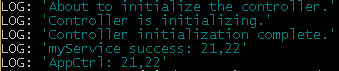 LOG: 'About to initialize the controller.'
LOG: 'Controller is initializing.'
LOG: 'Controller initialization complete.'
LOG: 'myService success: 21,22'
LOG: 'AppCtrl: 21,22'